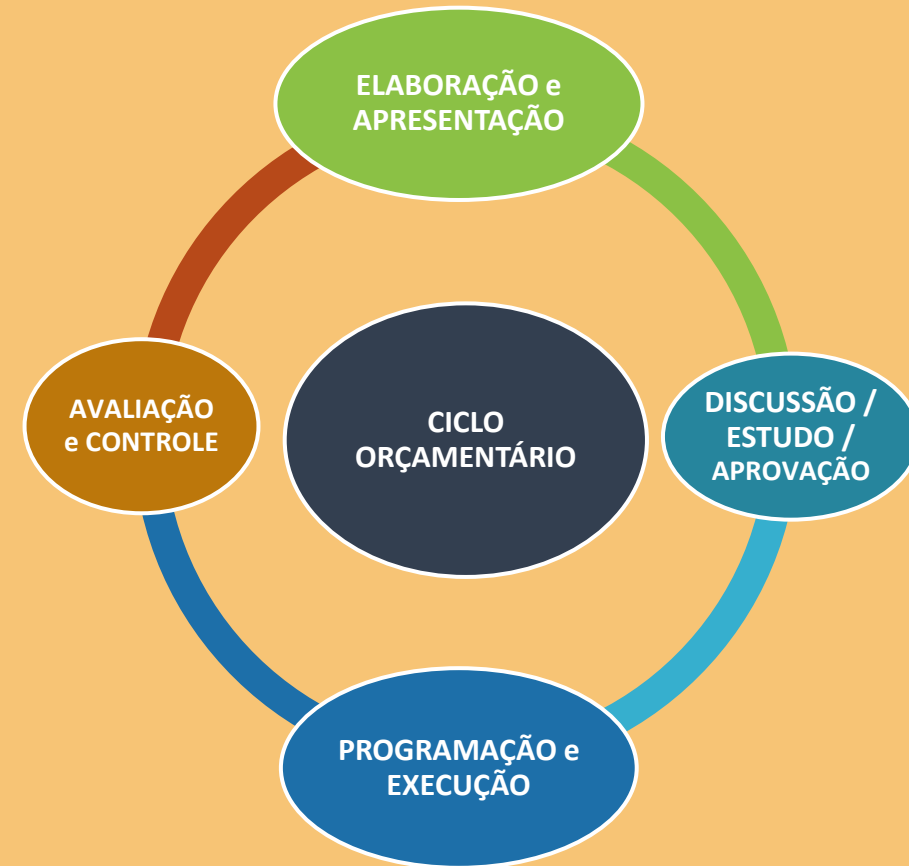 ELABORAÇÃO e
APRESENTAÇÃO
AVALIAÇÃO
e CONTROLE
CICLO
ORÇAMENTÁRIO
DISCUSSÃO /
ESTUDO /
APROVAÇÃO
PROGRAMAÇÃO e
EXECUÇÃO